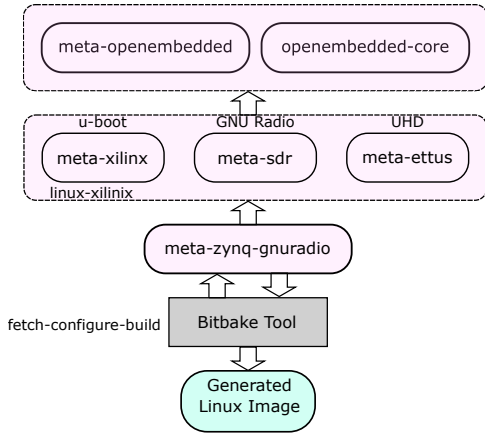 meta-openembedded
openembedded-core
u-boot
GNU Radio
UHD
meta-xilinx
meta-sdr
meta-ettus
linux-xilinix
meta-zynq-gnuradio
fetch-configure-build
Bitbake Tool
Generated
Linux Image